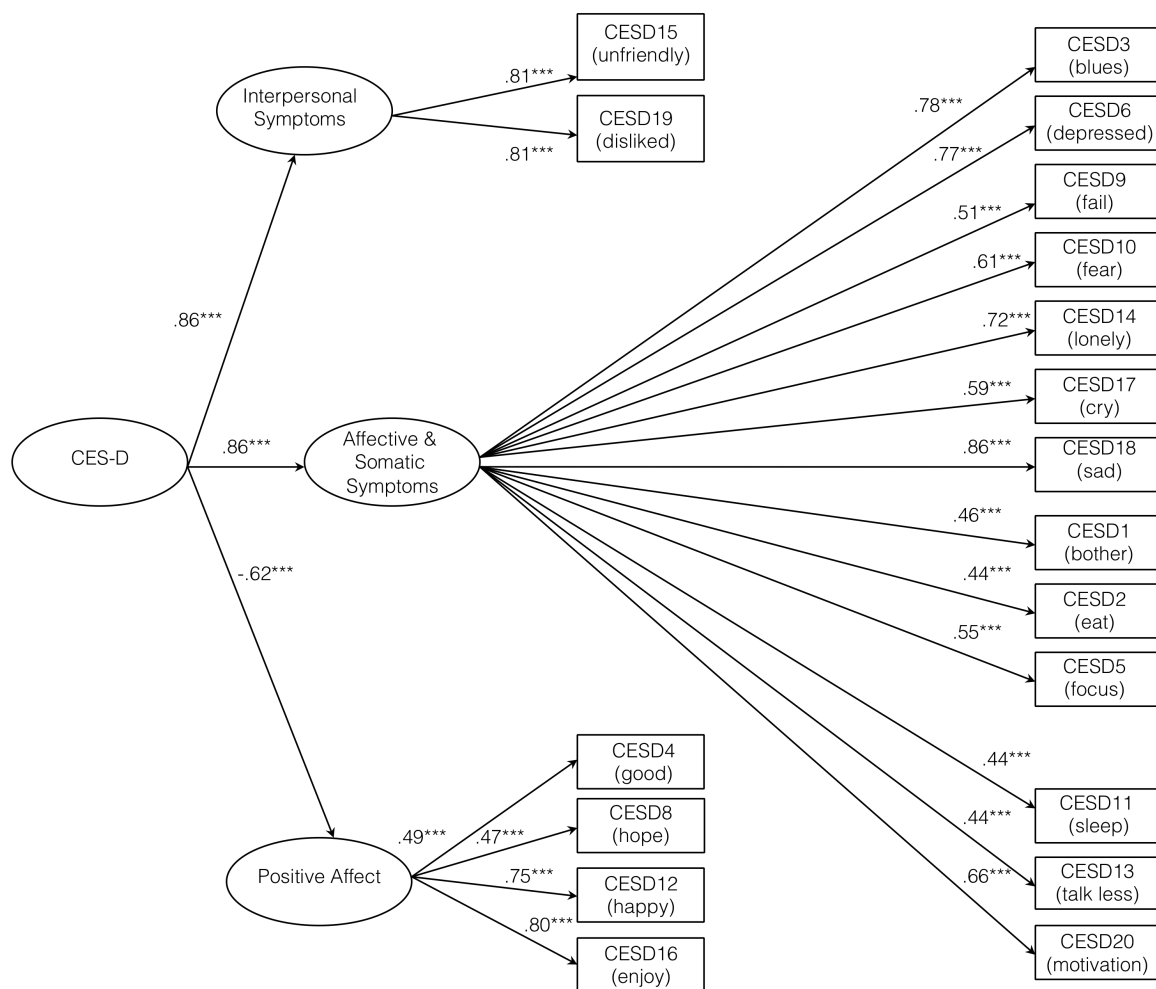 CES-D
.86***
.86***
-.62***
Interpersonal
Symptoms
.81***
.81***
CESD15
(unfriendly)
CESD19
(disliked)
Affective &
Somatic
Symptoms
.78***
.77***
.51***
.61***
.72***
.59***
.86***
.46***
.44***
.55***
.44***
.44***
.66***
CESD3
(blues)
CESD6
(depressed)
CESD9
(fail)
CESD10
(fear)
CESD14
(lonely)
CESD17
(cry)
CESD18
(sad)
CESD1
(bother)
CESD2
(eat)
CESD5
(focus)
CESD11
(sleep)
CESD13
(talk less)
CESD20
(motivation)
Positive Affect
.49***
.47***
.75***
.80***
CESD4
(good)
CESD8
(hope)
CESD12
(happy)
CESD16
(enjoy)